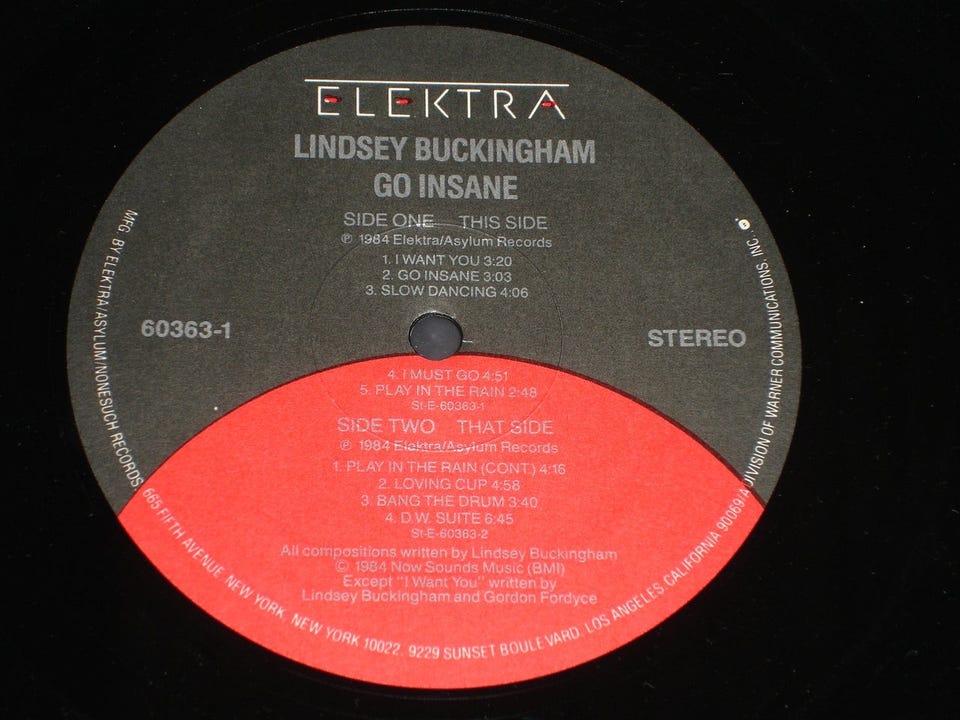 ELEKTRA
LINDSEY BUCKINGHAM
GO INSANE
SIDE ONE THIS SIDE
℗ 1984 Elektra/Asylum Records
1. I WANT YOU 3:20
2. GO INSANE 3:03
3. SLOW DANCING 4:06
60363-1
STEREO
4. I MUST GO 4:51
5. PLAY IN THE RAIN 2:48
St-E-60363-1
SIDE TWO THAT SIDE
℗ 1984 Elektra/Asylum Records
1. PLAY IN THE RAIN (CONT.) 4:16
2. LOVING CUP 4:58
3. BANG THE DRUM 3:40
4. D.W. SUITE 6:45
St-E-60363-2
All compositions written by Lindsey Buckingham
© 1984 Now Sounds Music (BMI)
Except "I Want You" written by
Lindsey Buckingham and Gordon Fordyce
MFG. BY ELEKTRA/ASYLUM/NONESUCH RECORDS, 665 FIFTH AVENUE, NEW YORK, NEW YORK 10022. 9229 SUNSET BOULEVARD, LOS ANGELES, CALIFORNIA 90069/A DIVISION OF WARNER COMMUNICATIONS, INC.